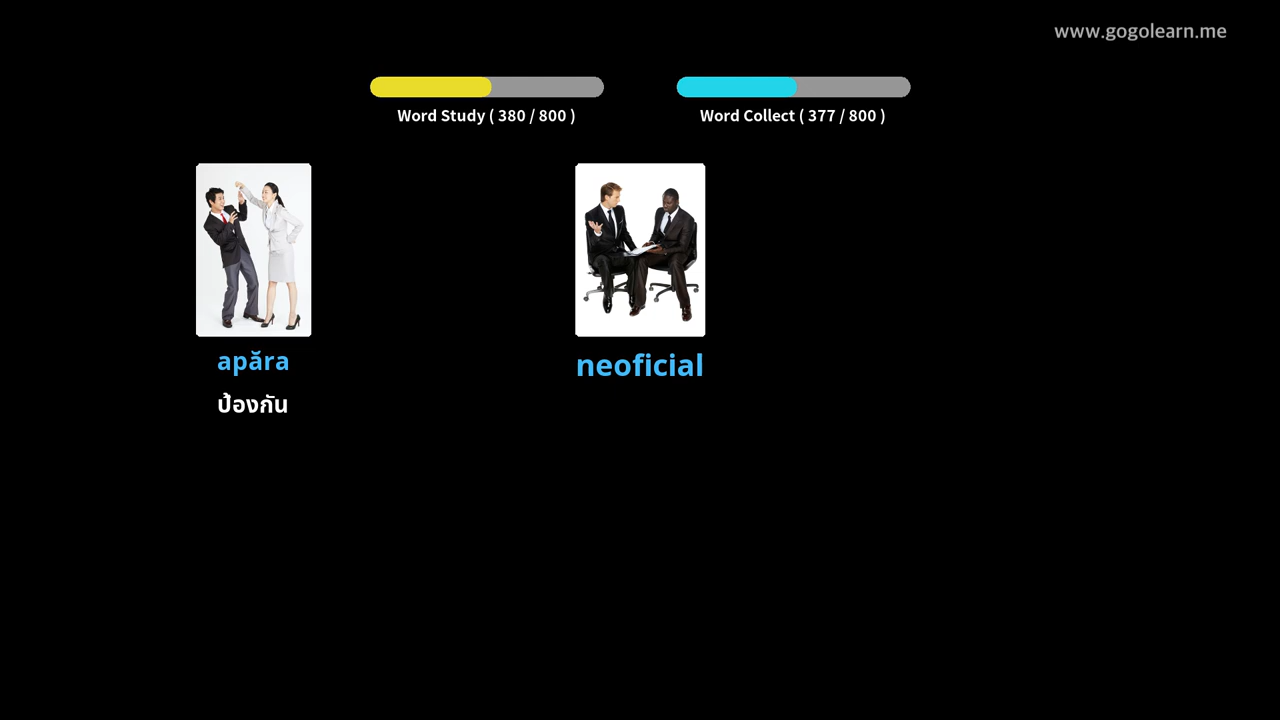 www.gogolearn.me
Word Study ( 380 / 800 )
Word Collect ( 377 / 800 )
apăra
ป้องกัน
neoficial